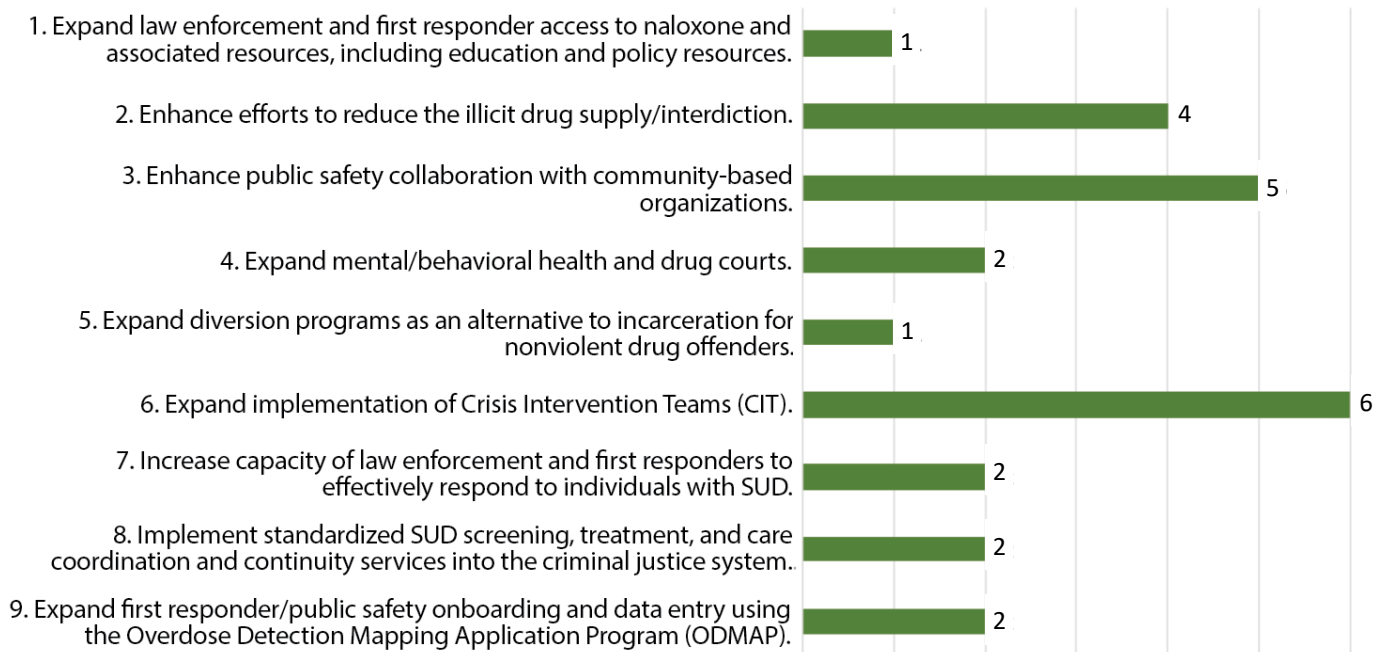 1. Expand law enforcement and first responder access to naloxone and
associated resources, including education and policy resources.
1
2. Enhance efforts to reduce the illicit drug supply/interdiction.
4
3. Enhance public safety collaboration with community-based
organizations.
5
4. Expand mental/behavioral health and drug courts.
2
5. Expand diversion programs as an alternative to incarceration for
nonviolent drug offenders.
1
6. Expand implementation of Crisis Intervention Teams (CIT).
6
7. Increase capacity of law enforcement and first responders to
effectively respond to individuals with SUD.
2
8. Implement standardized SUD screening, treatment, and care
coordination and continuity services into the criminal justice system.
2
9. Expand first responder/public safety onboarding and data entry using
the Overdose Detection Mapping Application Program (ODMAP).
2